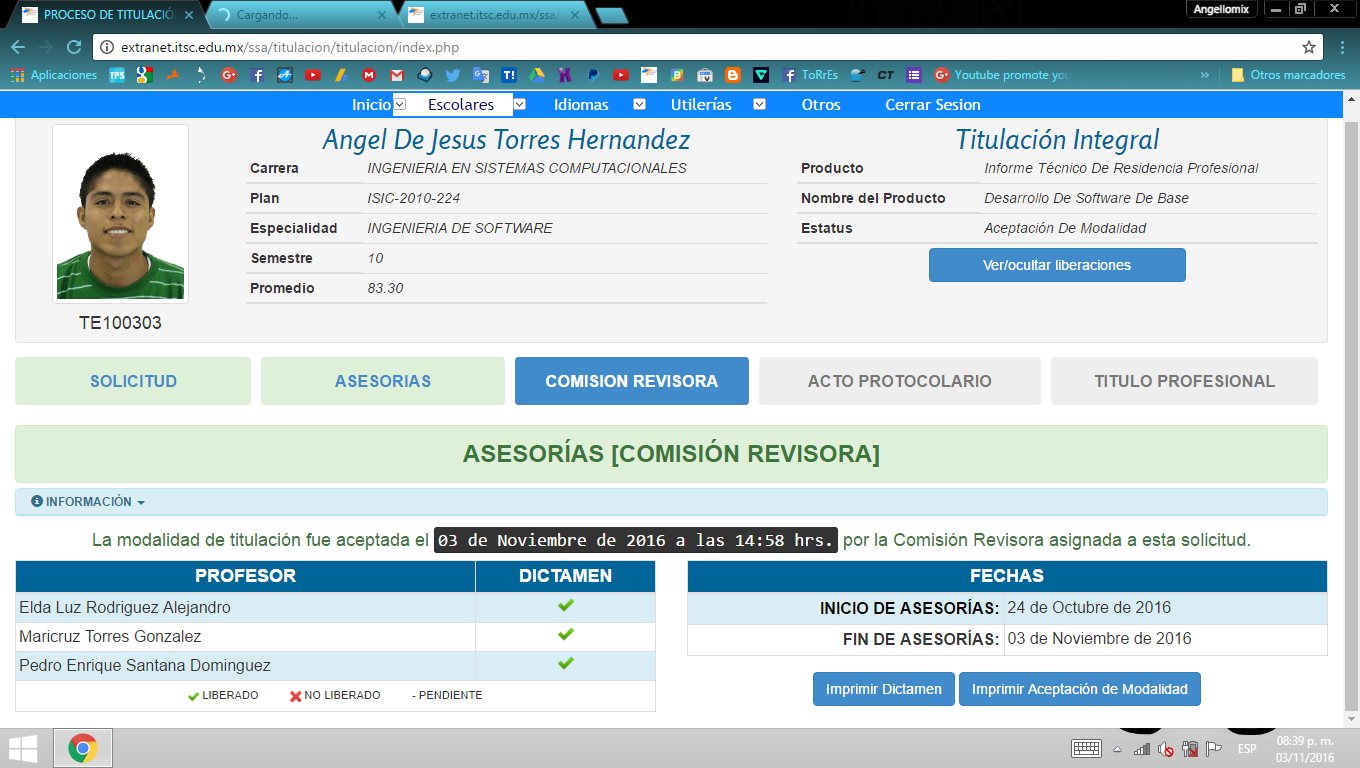 PROCESO DE TITULACIÓ
Cargando...
extranet.itsc.edu.mx/ssa/
Angellomix
extranet.itsc.edu.mx/ssa/titulacion/titulacion/index.php
Aplicaciones
ToRrEs
Youtube promote you
Otros marcadores
Inicio Escolares Idiomas Utilerías Otros Cerrar Sesion
Angel De Jesus Torres Hernandez
Carrera INGENIERIA EN SISTEMAS COMPUTACIONALES
Plan ISIC-2010-224
Especialidad INGENIERIA DE SOFTWARE
Semestre 10
Promedio 83.30
TE100303
Titulación Integral
Producto Informe Técnico De Residencia Profesional
Nombre del Producto Desarrollo De Software De Base
Estatus Aceptación De Modalidad
Ver/ocultar liberaciones
SOLICITUD ASESORIAS COMISION REVISORA ACTO PROTOCOLARIO TITULO PROFESIONAL
ASESORÍAS [COMISIÓN REVISORA]
INFORMACIÓN
La modalidad de titulación fue aceptada el 03 de Noviembre de 2016 a las 14:58 hrs. por la Comisión Revisora asignada a esta solicitud.
PROFESOR DICTAMEN
Elda Luz Rodriguez Alejandro
Maricruz Torres Gonzalez
Pedro Enrique Santana Dominguez
LIBERADO NO LIBERADO - PENDIENTE
FECHAS
INICIO DE ASESORÍAS: 24 de Octubre de 2016
FIN DE ASESORÍAS: 03 de Noviembre de 2016
Imprimir Dictamen Imprimir Aceptación de Modalidad
ESP
08:39 p. m.
03/11/2016